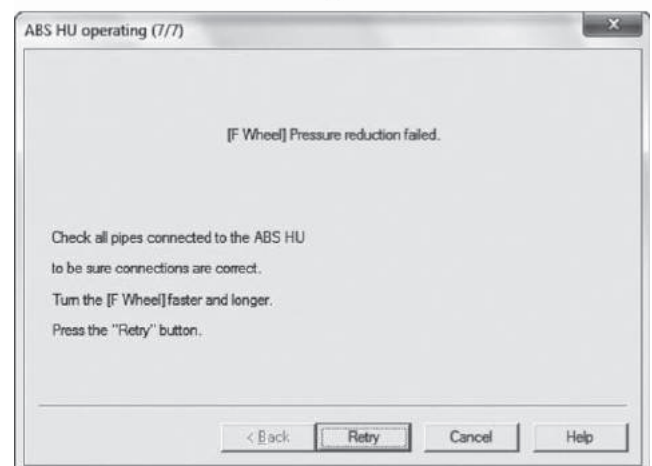 ABS HU operating (7/7)
[F Wheel] Pressure reduction failed.
Check all pipes connected to the ABS HU
to be sure connections are correct.
Turn the [F Wheel] faster and longer.
Press the "Retry" button.
< Back Retry Cancel Help